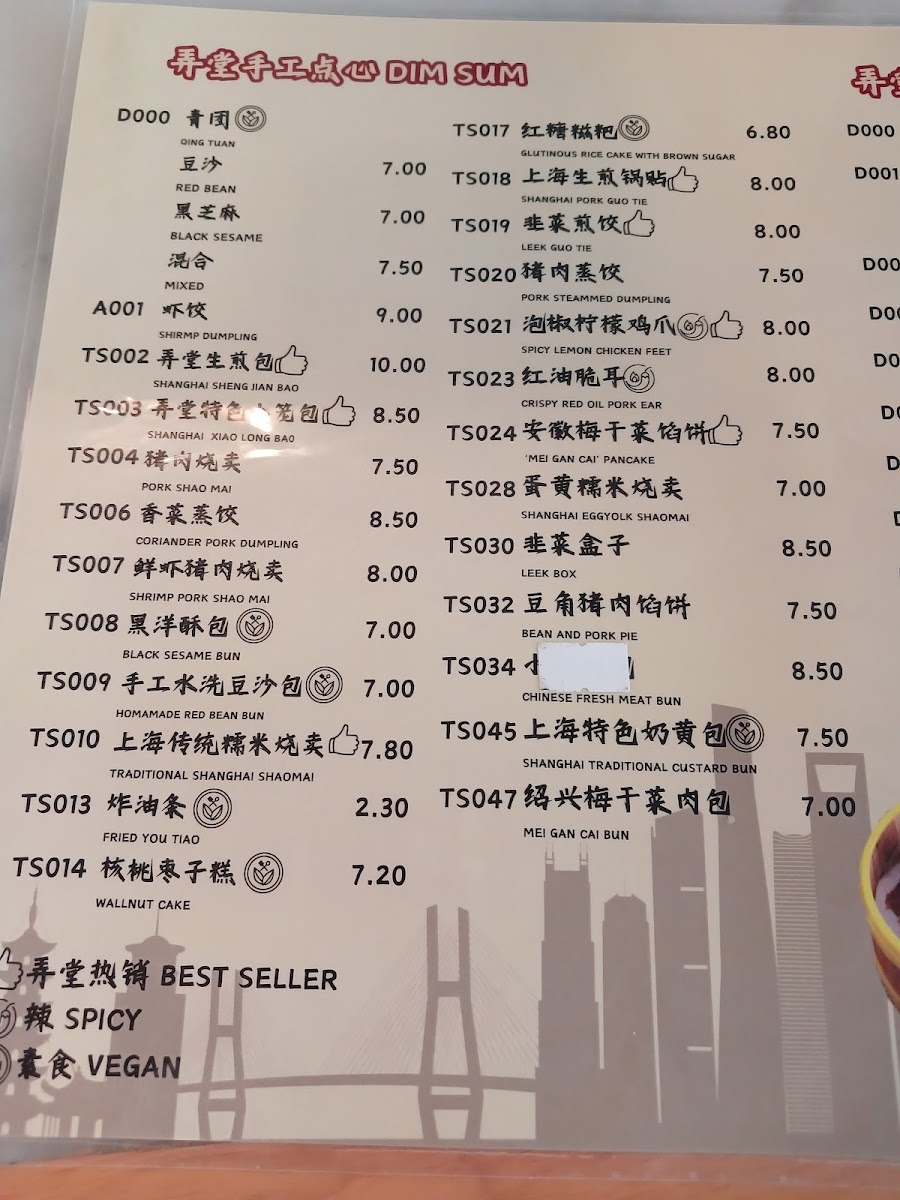 弄堂手工点心 DIM SUM
D000 青团
QING TUAN
豆沙 7.00
RED BEAN
黑芝麻 7.00
BLACK SESAME
混合 7.50
MIXED
A001 虾饺 9.00
SHIRMP DUMPLING
TS002 弄堂生煎包 10.00
SHANGHAI SHENG JIAN BAO
TS003 弄堂特色小笼包 8.50
SHANGHAI XIAO LONG BAO
TS004 猪肉烧卖 7.50
PORK SHAO MAI
TS006 香菜蒸饺 8.50
CORIANDER PORK DUMPLING
TS007 鲜虾猪肉烧卖 8.00
SHRIMP PORK SHAO MAI
TS008 黑洋酥包 7.00
BLACK SESAME BUN
TS009 手工水洗豆沙包 7.00
HOMAMADE RED BEAN BUN
TS010 上海传统糯米烧卖 7.80
TRADITIONAL SHANGHAI SHAOMAI
TS013 炸油条 2.30
FRIED YOU TIAO
TS014 核桃枣子糕 7.20
WALLNUT CAKE
弄堂热销 BEST SELLER
辣 SPICY
素食 VEGAN
TS017 红糖糍粑 6.80
GLUTINOUS RICE CAKE WITH BROWN SUGAR
TS018 上海生煎锅贴 8.00
SHANGHAI PORK GUO TIE
TS019 韭菜煎饺 8.00
LEEK GUO TIE
TS020 猪肉蒸饺 7.50
PORK STEAMMED DUMPLING
TS021 泡椒柠檬鸡爪 8.00
SPICY LEMON CHICKEN FEET
TS023 红油脆耳 8.00
CRISPY RED OIL PORK EAR
TS024 安徽梅干菜馅饼 7.50
'MEI GAN CAI' PANCAKE
TS028 蛋黄糯米烧卖 7.00
SHANGHAI EGGYOLK SHAOMAI
TS030 韭菜盒子 8.50
LEEK BOX
TS032 豆角猪肉馅饼 7.50
BEAN AND PORK PIE
TS034 8.50
CHINESE FRESH MEAT BUN
TS045 上海特色奶黄包 7.50
SHANGHAI TRADITIONAL CUSTARD BUN
TS047 绍兴梅干菜肉包 7.00
MEI GAN CAI BUN
弄
D000
D001